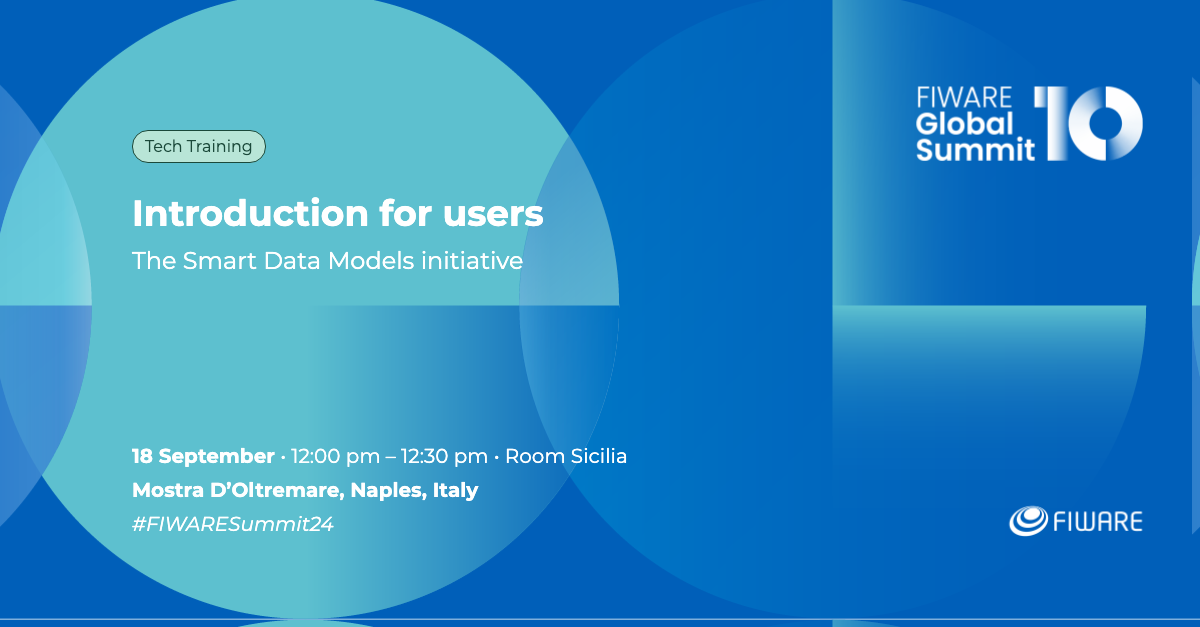 FIWARE
Global
Summit 10
Tech Training
Introduction for users
The Smart Data Models initiative
18 September · 12:00 pm – 12:30 pm · Room Sicilia
Mostra D’Oltremare, Naples, Italy
#FIWARESummit24
FIWARE